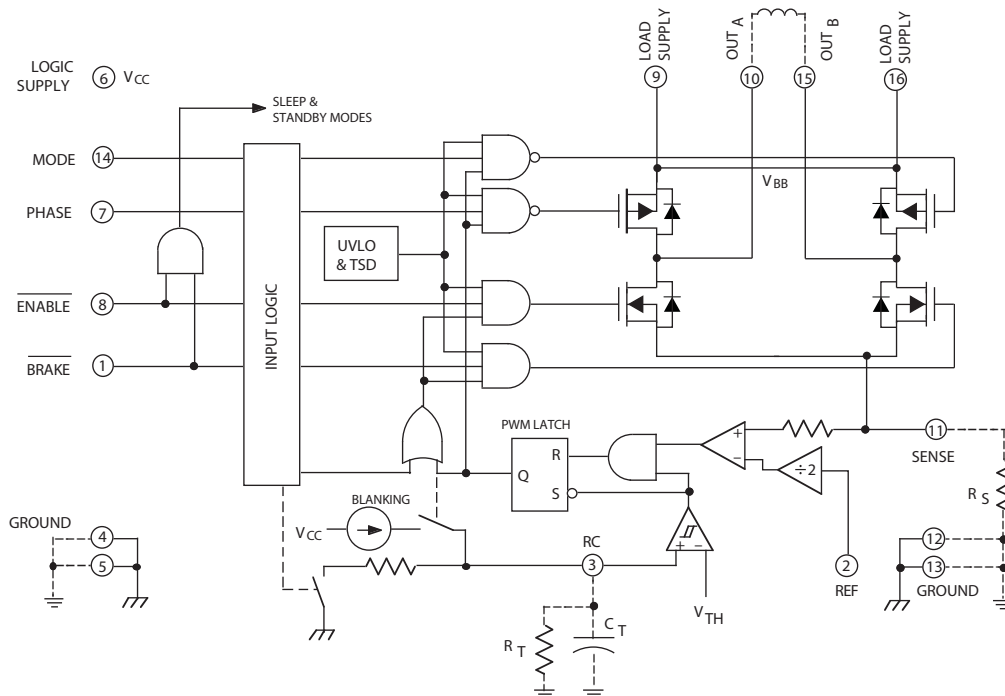 LOAD SUPPLY
OUT A
OUT B
LOAD SUPPLY
9
10
15
16
LOGIC SUPPLY
6
VCC
SLEEP &
STANDBY MODES
MODE
14
PHASE
7
VBB
UVLO
& TSD
ENABLE
8
INPUT LOGIC
BRAKE
1
PWM LATCH
11
SENSE
R
Q
S
+
−
÷2
RS
BLANKING
VCC
GROUND
4
5
RC
3
+ −
2
REF
12
13
GROUND
VTH
RT
CT